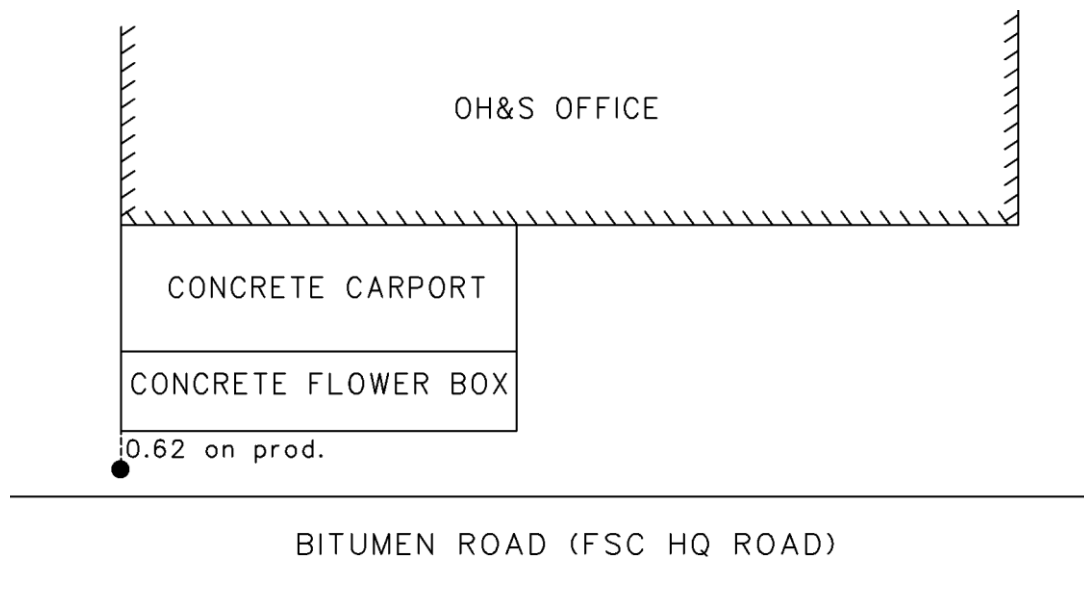 OH&S OFFICE
CONCRETE CARPORT
CONCRETE FLOWER BOX
0.62 on prod.
BITUMEN ROAD (FSC HQ ROAD)